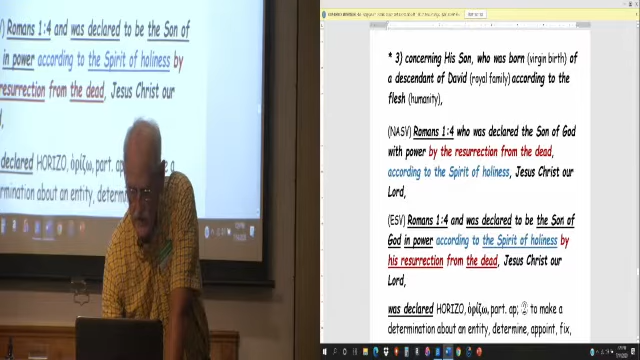 ) Romans 1:4 and was declared to be the Son of
in power according to the Spirit of holiness by
resurrection from the dead, Jesus Christ our
declared HORIZO, ὁρίζω, part. ap;
termination about an entity, determin
* 3) concerning His Son, who was born (virgin birth) of
a descendant of David (royal family) according to the
flesh (humanity),
(NASV) Romans 1:4 who was declared the Son of God
with power by the resurrection from the dead,
according to the Spirit of holiness, Jesus Christ our
Lord,
(ESV) Romans 1:4 and was declared to be the Son of
God in power according to the Spirit of holiness by
his resurrection from the dead, Jesus Christ our
Lord,
was declared HORIZO, ὁρίζω, part. ap; ② to make a
determination about an entity, determine, appoint, fix,